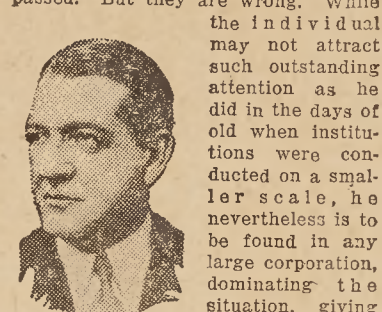 passed. But they are wrong. While
the individual
may not attract
such outstanding
attention as he
did in the days of
old when institu-
tions were con-
ducted on a smal-
ler scale, he
nevertheless is to
be found in any
large corporation,
dominating the
situation, giving